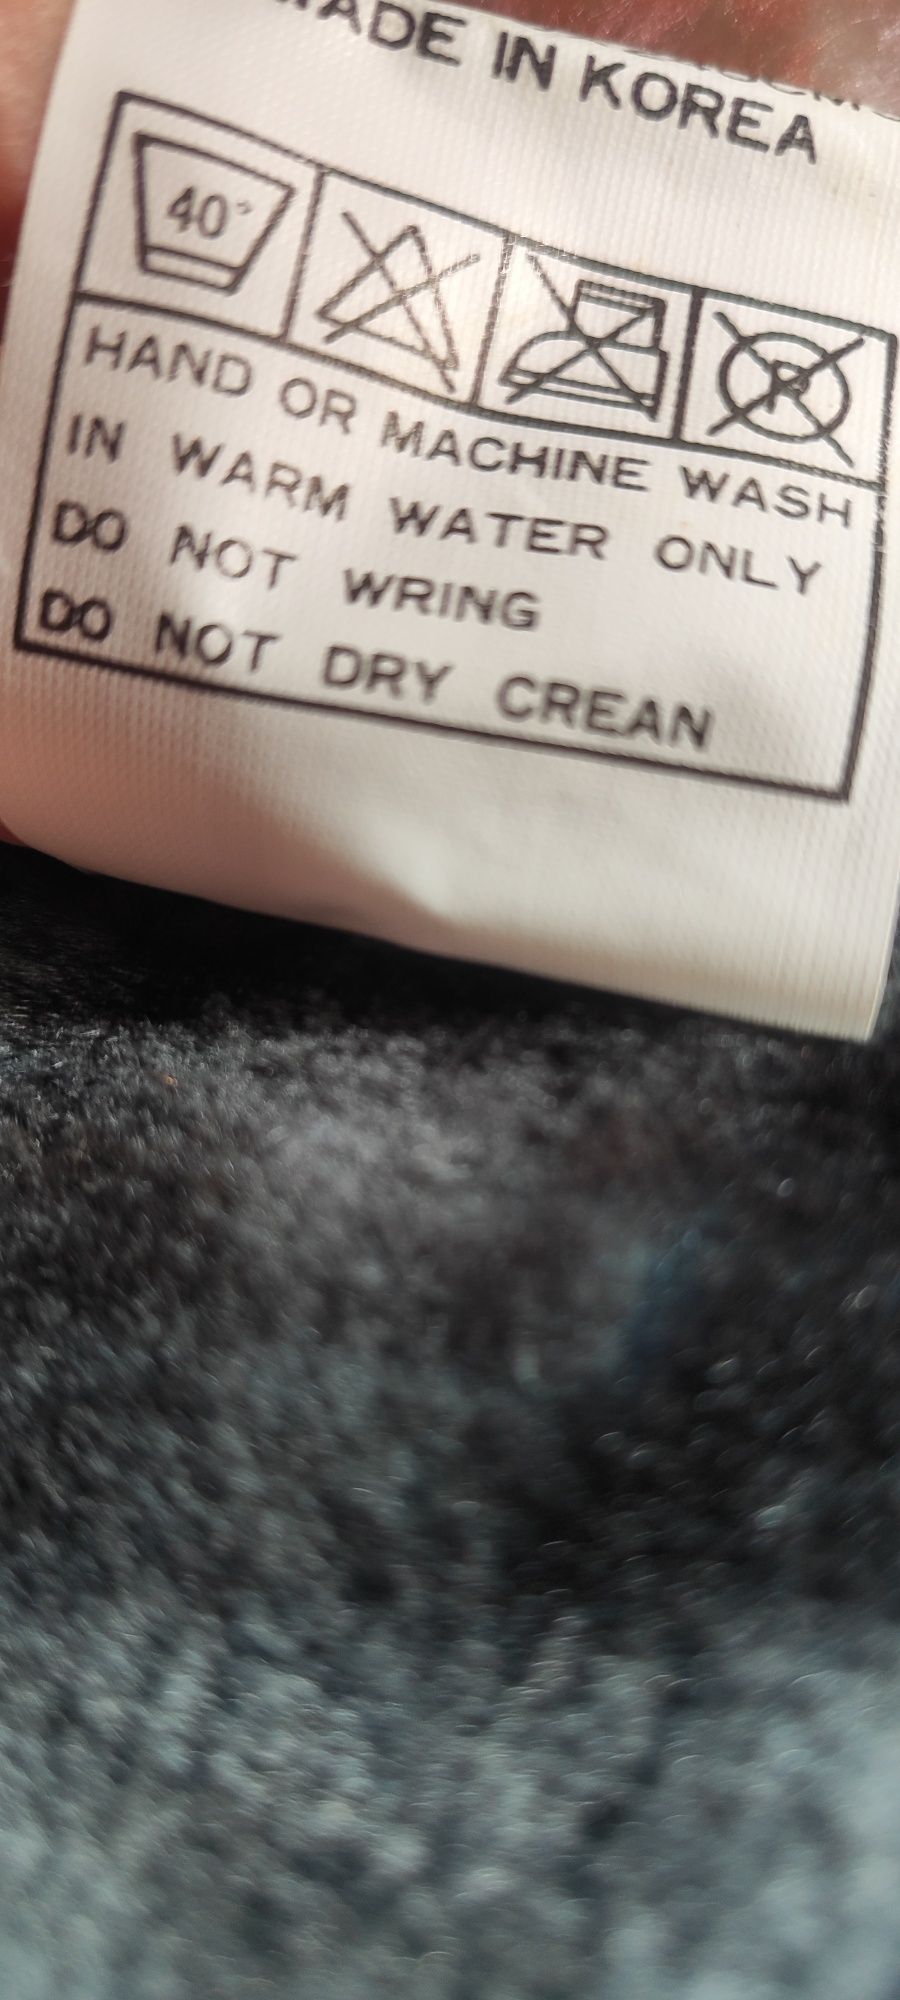 MADE IN KOREA
40°
P
HAND OR MACHINE WASH
IN WARM WATER ONLY
DO NOT WRING
DO NOT DRY CREAN